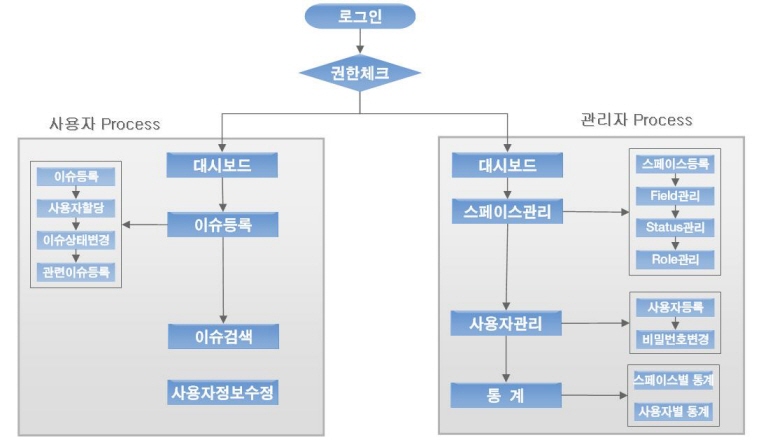 로그인
권한체크
사용자 Process
대시보드
이슈등록
이슈등록
사용자할당
이슈상태변경
관련이슈등록
이슈검색
사용자정보수정
관리자 Process
대시보드
스페이스관리
스페이스등록
Field관리
Status관리
Role관리
사용자관리
사용자등록
비밀번호변경
통 계
스페이스별 통계
사용자별 통계